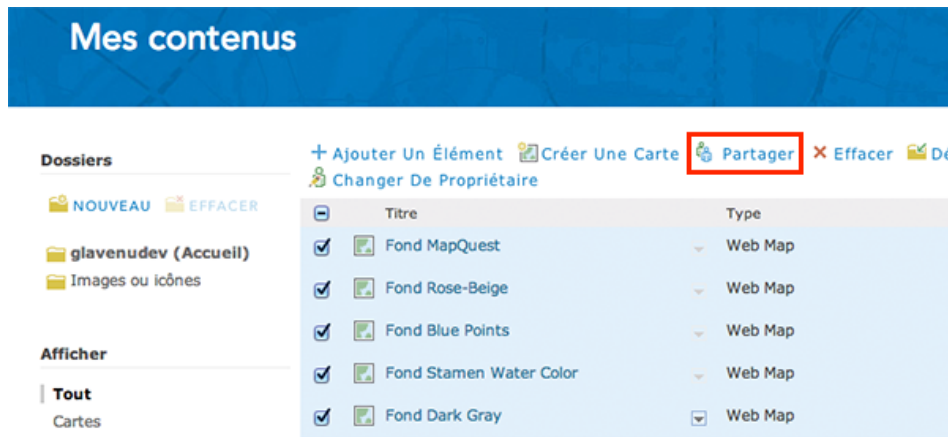 Mes contenus
Dossiers
NOUVEAU EFFACER
glavenudev (Accueil)
Images ou icônes
Afficher
Tout
Cartes
+ Ajouter Un Élément Créer Une Carte Partager Effacer
Changer De Propriétaire
Titre Type
Fond MapQuest Web Map
Fond Rose-Beige Web Map
Fond Blue Points Web Map
Fond Stamen Water Color Web Map
Fond Dark Gray Web Map